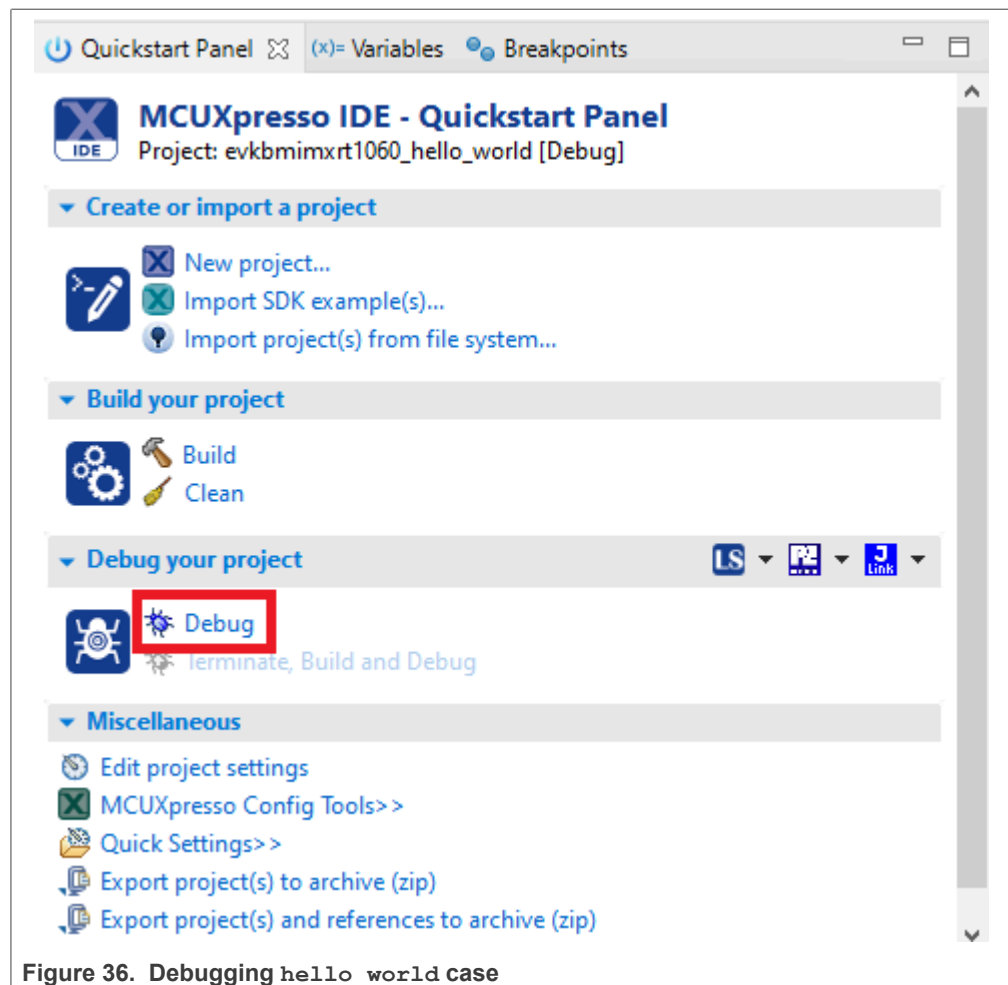 Quickstart Panel (x)= Variables Breakpoints
MCUXpresso IDE - Quickstart Panel
IDE
Project: evkbmimxrt1060_hello_world [Debug]
Create or import a project
New project...
Import SDK example(s)...
Import project(s) from file system...
Build your project
Build
Clean
Debug your project
LS
J
Link
Debug
Terminate, Build and Debug
Miscellaneous
Edit project settings
MCUXpresso Config Tools>>
Quick Settings>>
Export project(s) to archive (zip)
Export project(s) and references to archive (zip)
Figure 36. Debugging hello world case